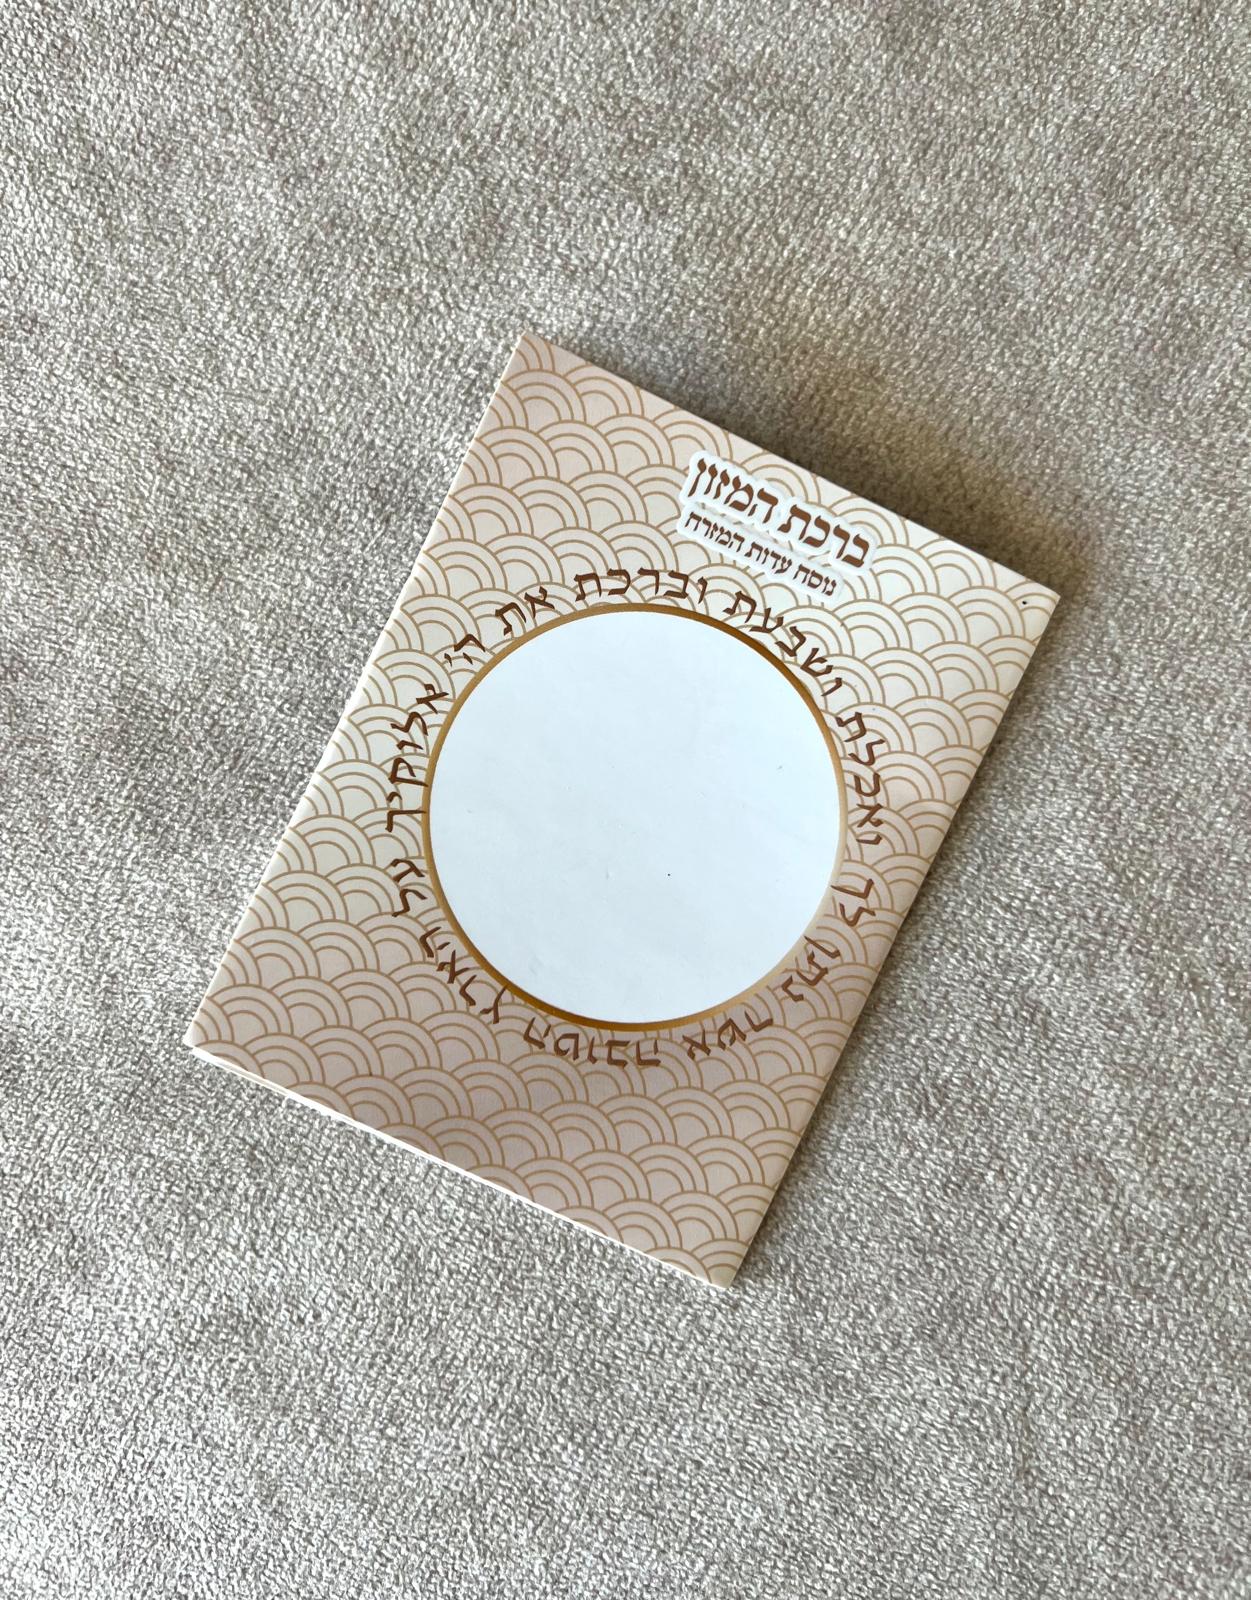 ברכת המזון
נוסח עדות המזרח
ואכלת ושבעת וברכת את ה' אלוקיך על הארץ הטובה אשר נתן לך